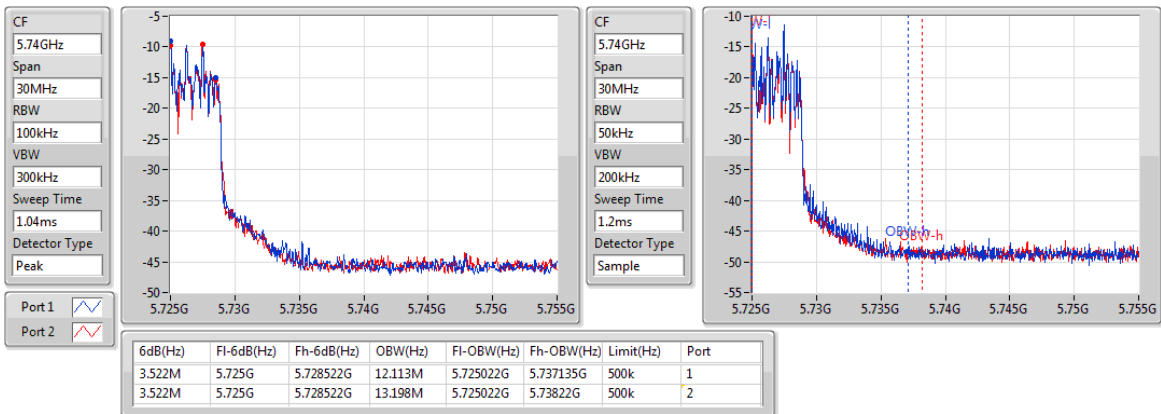 CF
5.74GHz
Span
30MHz
RBW
100kHz
VBW
300kHz
Sweep Time
1.04ms
Detector Type
Peak
Port 1
Port 2
-5
-10
-15
-20
-25
-30
-35
-40
-45
-50
5.725G 5.73G 5.735G 5.74G 5.745G 5.75G 5.755G
CF
5.74GHz
Span
30MHz
RBW
50kHz
VBW
200kHz
Sweep Time
1.2ms
Detector Type
Sample
-10
-15
-20
-25
-30
-35
-40
-45
-50
-55
W-l
OBW-h
OBW-h
5.725G 5.73G 5.735G 5.74G 5.745G 5.75G 5.755G
6dB(Hz) Fl-6dB(Hz) Fh-6dB(Hz) OBW(Hz) Fl-OBW(Hz) Fh-OBW(Hz) Limit(Hz) Port
3.522M 5.725G 5.728522G 12.113M 5.725022G 5.737135G 500k 1
3.522M 5.725G 5.728522G 13.198M 5.725022G 5.73822G 500k 2